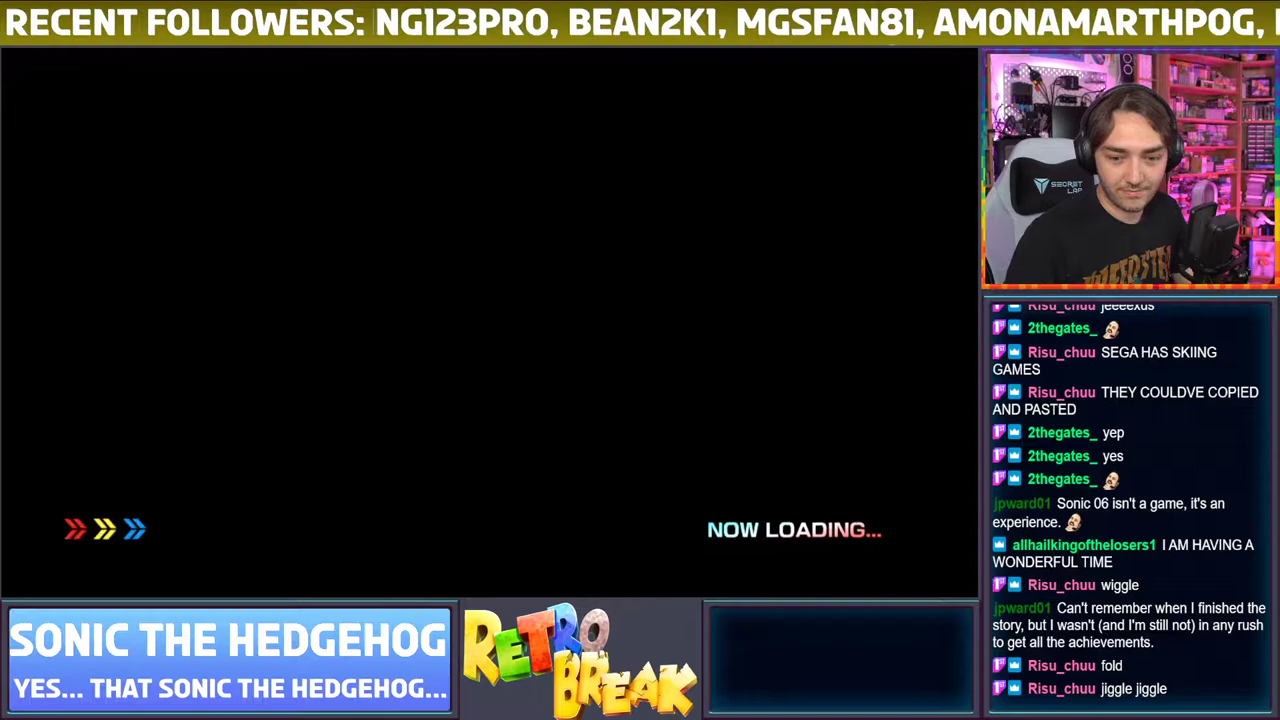 RECENT FOLLOWERS: NG123PRO, BEAN2K1, MGSFAN81, AMONAMARTHPOG,
SECRET
LAB
Risu_chuu jeeeexus
2thegates_
Risu_chuu SEGA HAS SKIING
GAMES
Risu_chuu THEY COULDVE COPIED
AND PASTED
2thegates_ yep
2thegates_ yes
2thegates_
jpward01 Sonic 06 isn't a game, it's an
experience.
allhailkingofthelosers1 I AM HAVING A
WONDERFUL TIME
Risu_chuu wiggle
jpward01 Can't remember when I finished the
story, but I wasn't (and I'm still not) in any rush
to get all the achievements.
Risu_chuu fold
Risu_chuu jiggle jiggle
NOW LOADING...
SONIC THE HEDGEHOG
YES... THAT SONIC THE HEDGEHOG...
RETRO
BREAK